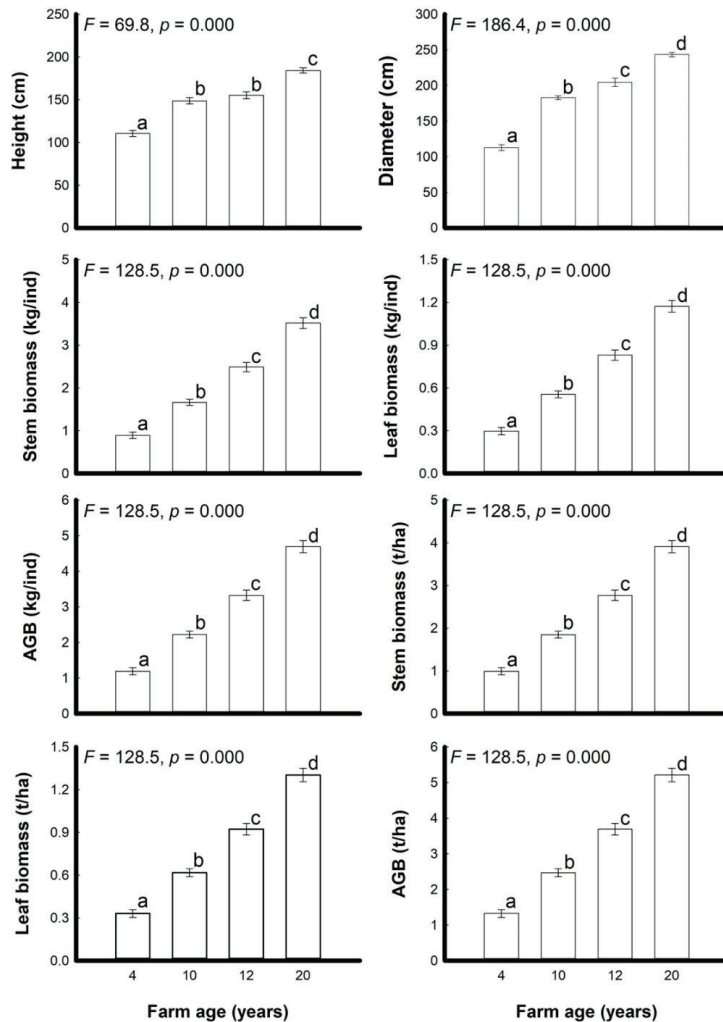 F = 69.8, p = 0.000
250
200
150
100
50
0
Height (cm)
a
b
b
c
F = 186.4, p = 0.000
300
250
200
150
100
50
0
Diameter (cm)
a
b
c
d
F = 128.5, p = 0.000
5
4
3
2
1
0
Stem biomass (kg/ind)
a
b
c
d
F = 128.5, p = 0.000
1.5
1.2
0.9
0.6
0.3
0.0
Leaf biomass (kg/ind)
a
b
c
d
F = 128.5, p = 0.000
6
5
4
3
2
1
0
AGB (kg/ind)
a
b
c
d
F = 128.5, p = 0.000
5
4
3
2
1
0
Stem biomass (t/ha)
a
b
c
d
F = 128.5, p = 0.000
1.5
1.2
0.9
0.6
0.3
0.0
Leaf biomass (t/ha)
a
b
c
d
4 10 12 20
Farm age (years)
F = 128.5, p = 0.000
6
5
4
3
2
1
0
AGB (t/ha)
a
b
c
d
4 10 12 20
Farm age (years)